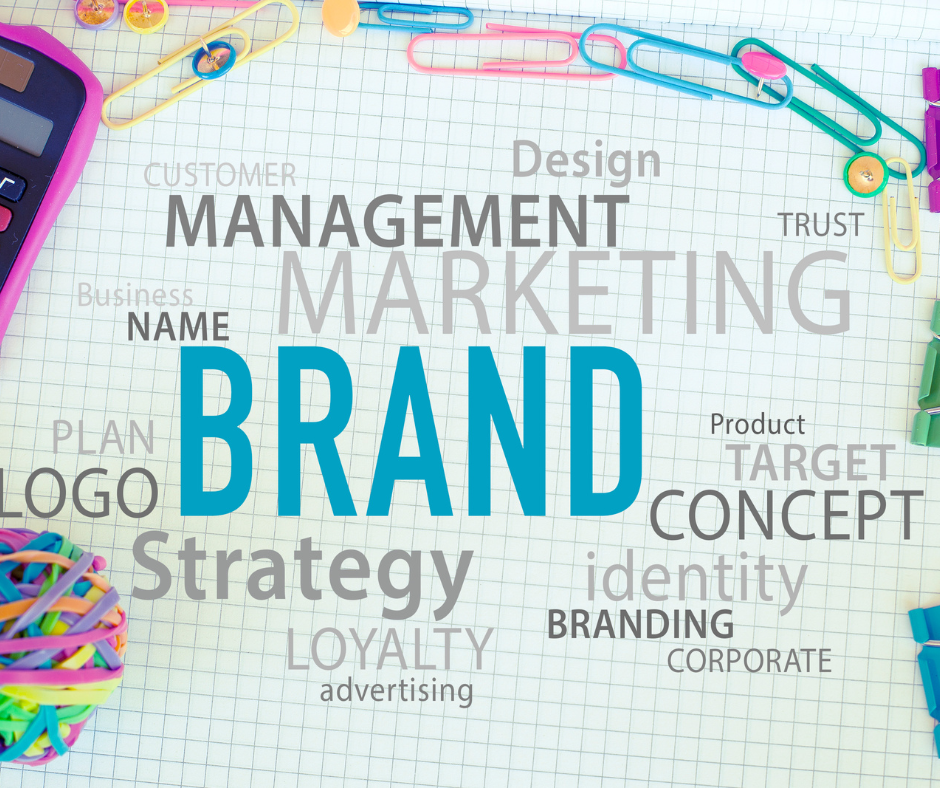 Design
CUSTOMER
MANAGEMENT
TRUST
MARKETING
Business
NAME
BRAND
Product
PLAN
TARGET
LOGO
CONCEPT
Strategy
identity
BRANDING
LOYALTY
CORPORATE
advertising